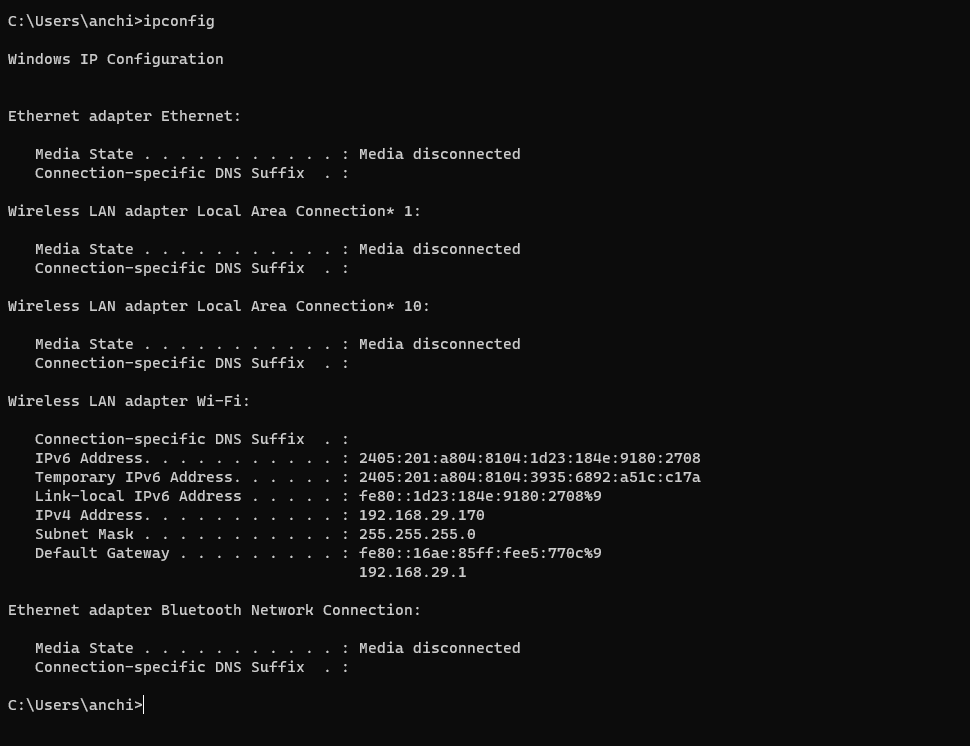 C:\Users\anchi>ipconfig
Windows IP Configuration
Ethernet adapter Ethernet:
   Media State . . . . . . . . . . . : Media disconnected
   Connection-specific DNS Suffix  . :
Wireless LAN adapter Local Area Connection* 1:
   Media State . . . . . . . . . . . : Media disconnected
   Connection-specific DNS Suffix  . :
Wireless LAN adapter Local Area Connection* 10:
   Media State . . . . . . . . . . . : Media disconnected
   Connection-specific DNS Suffix  . :
Wireless LAN adapter Wi-Fi:
   Connection-specific DNS Suffix  . :
   IPv6 Address. . . . . . . . . . . : 2405:201:a804:8104:1d23:184e:9180:2708
   Temporary IPv6 Address. . . . . . : 2405:201:a804:8104:3935:6892:a51c:c17a
   Link-local IPv6 Address . . . . . : fe80::1d23:184e:9180:2708%9
   IPv4 Address. . . . . . . . . . . : 192.168.29.170
   Subnet Mask . . . . . . . . . . . : 255.255.255.0
   Default Gateway . . . . . . . . . : fe80::16ae:85ff:fee5:770c%9
                                       192.168.29.1
Ethernet adapter Bluetooth Network Connection:
   Media State . . . . . . . . . . . : Media disconnected
   Connection-specific DNS Suffix  . :
C:\Users\anchi>